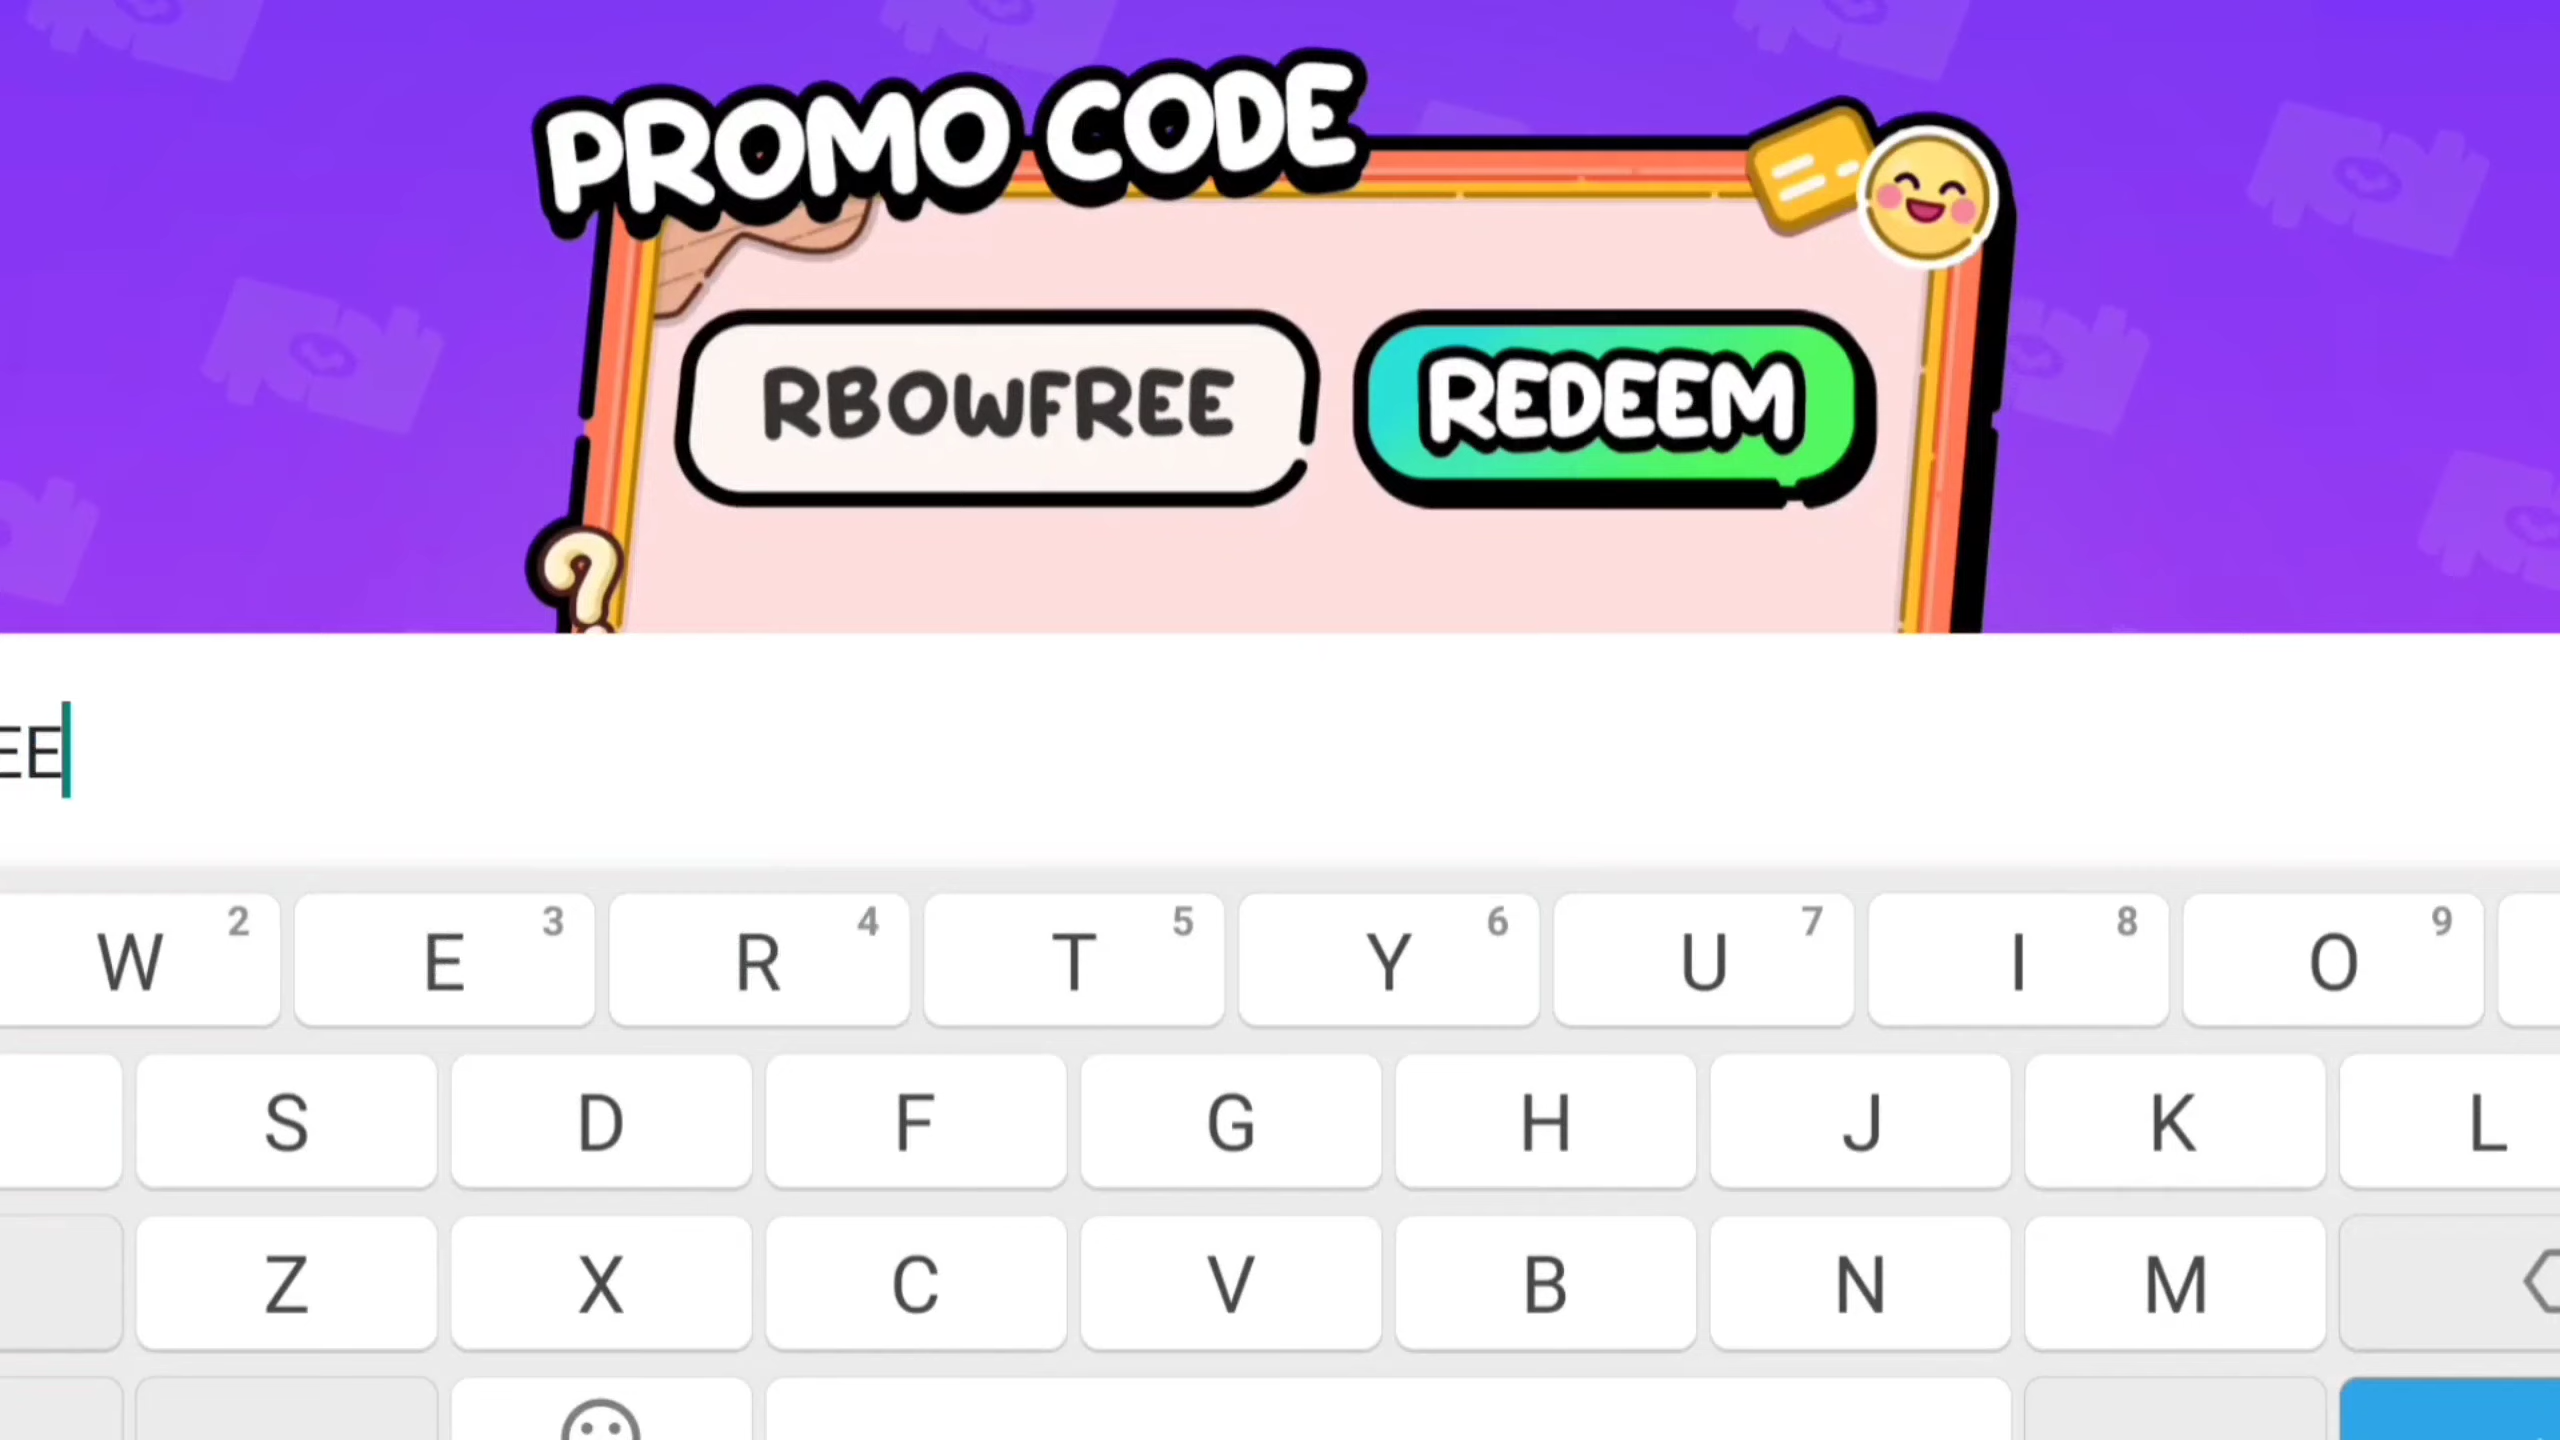 PROMO CODE
RBOWFREE REDEEM
?
EE
W 2 E 3 R 4 T 5 Y 6 U 7 I 8 O 9
S D F G H J K L
Z X C V B N M